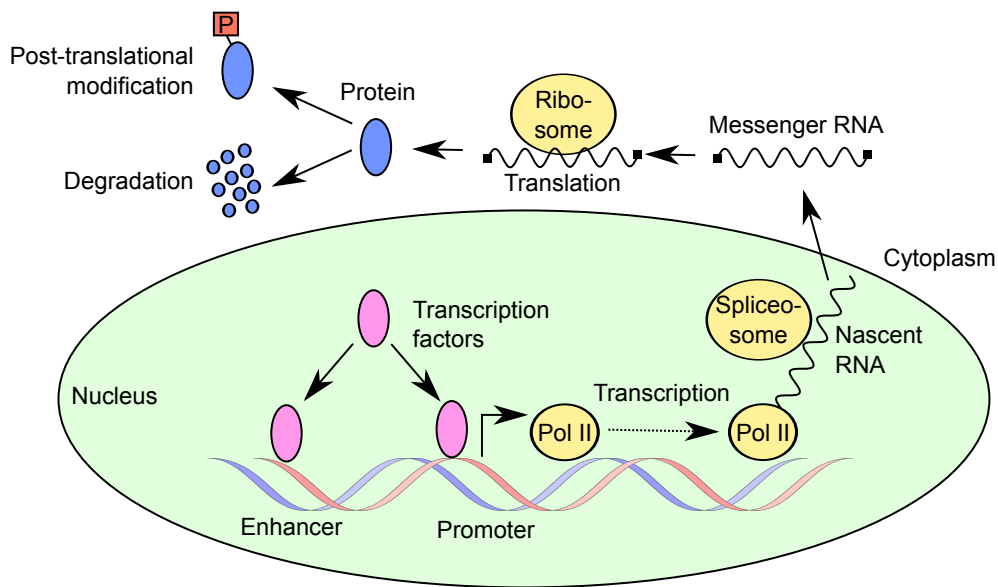 P
Post-translational
modification
Protein
Ribo-
some
Messenger RNA
Degradation
Translation
Cytoplasm
Transcription
factors
Spliceo-
some
Nascent
RNA
Nucleus
Transcription
Pol II
Pol II
Enhancer
Promoter